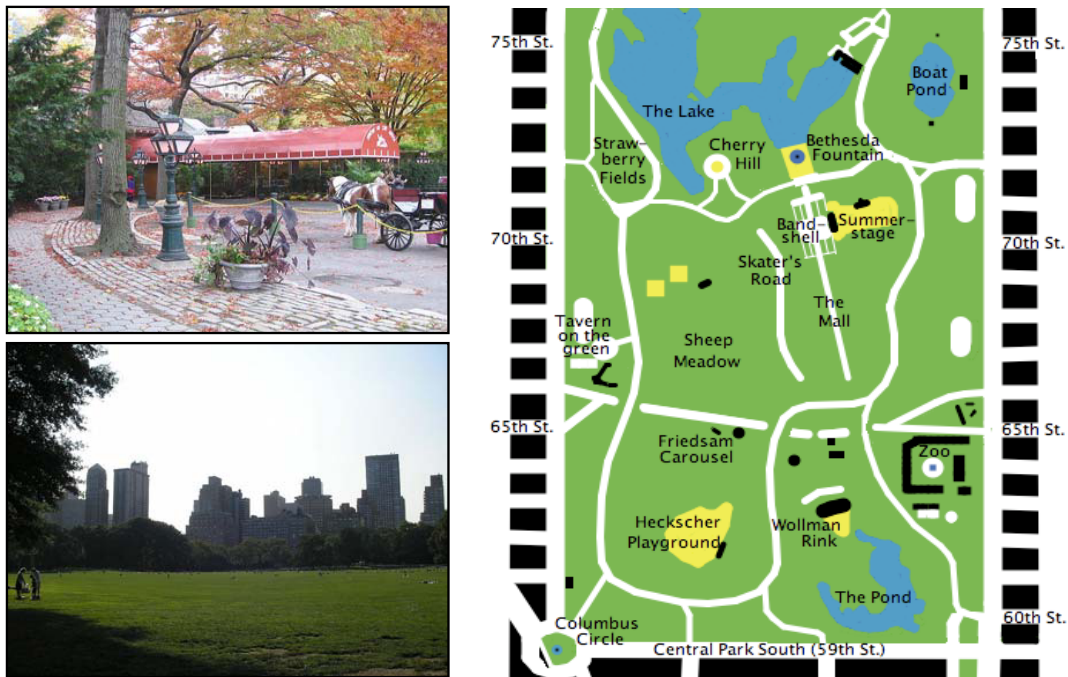 75th St.
75th St.
Boat
Pond
The Lake
Straw-
berry
Fields
Cherry
Hill
Bethesda
Fountain
Band-
shell
Summer-
stage
70th St.
70th St.
Skater's
Road
The
Mall
Tavern
on the
green
Sheep
Meadow
65th St.
65th St.
Friedsam
Carousel
Zoo
Heckscher
Playground
Wollman
Rink
The Pond
60th St.
Columbus
Circle
Central Park South (59th St.)